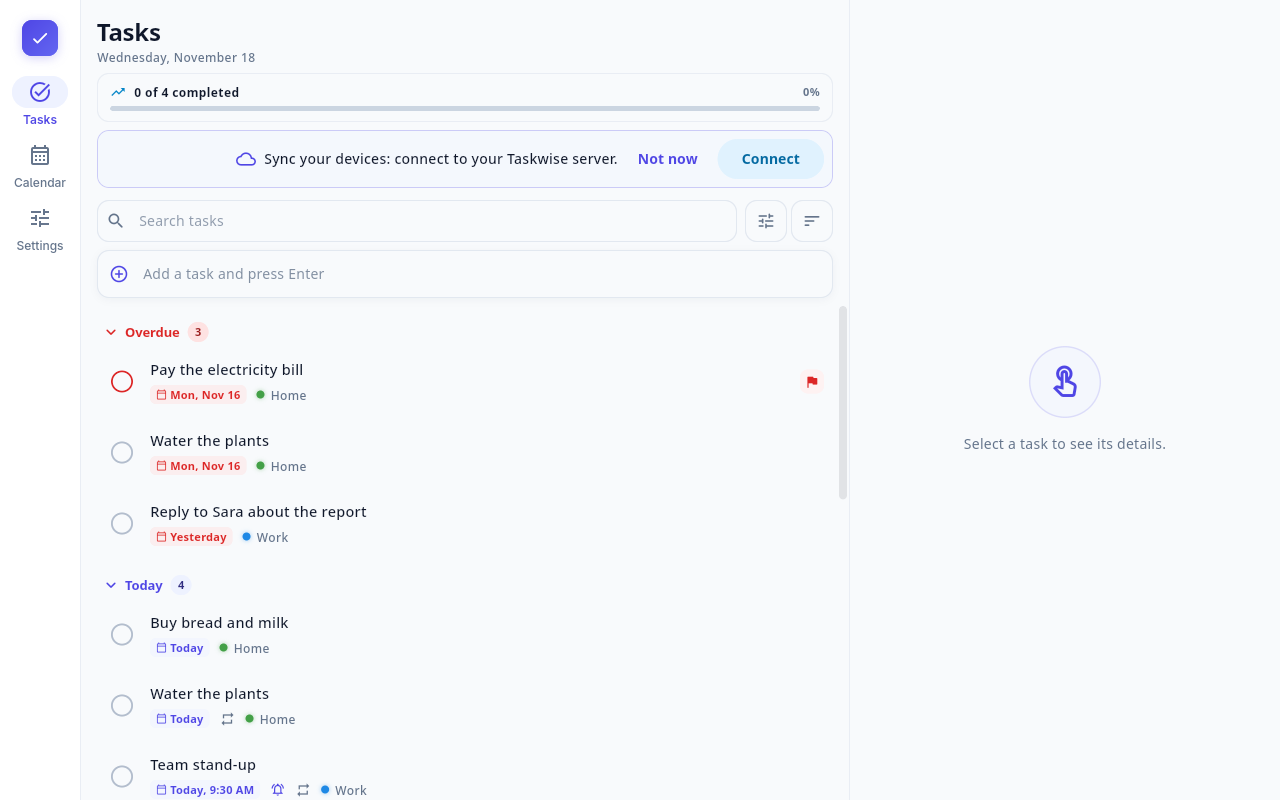 Tasks
Calendar
Settings
Tasks
Wednesday, November 18
0 of 4 completed 0%
Sync your devices: connect to your Taskwise server. Not now Connect
Search tasks
Add a task and press Enter
Overdue 3
Pay the electricity bill
Mon, Nov 16 Home
Water the plants
Mon, Nov 16 Home
Reply to Sara about the report
Yesterday Work
Today 4
Buy bread and milk
Today Home
Water the plants
Today Home
Team stand-up
Today, 9:30 AM Work
Select a task to see its details.